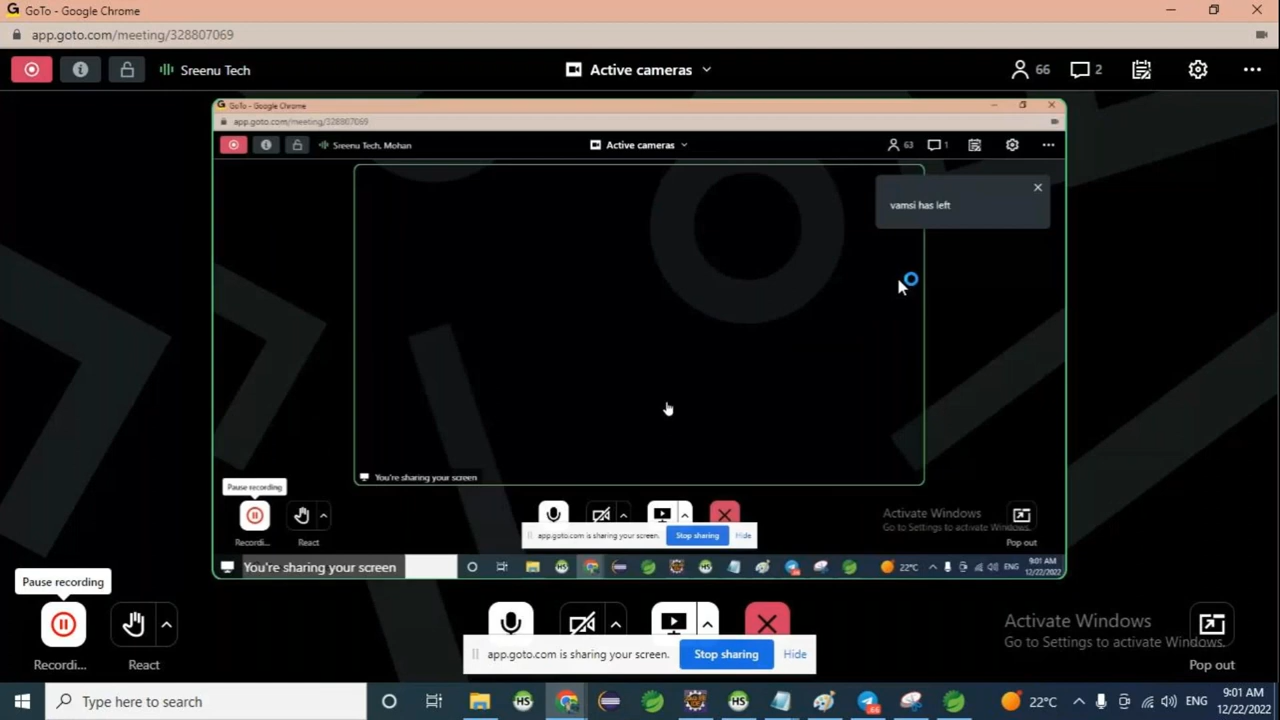 GoTo - Google Chrome
app.goto.com/meeting/328807069
Sreenu Tech
Active cameras
66
2
GoTo - Google Chrome
app.goto.com/meeting/328807069
Sreenu Tech, Mohan
Active cameras
63
1
vamsi has left
You're sharing your screen
Pause recording
Recordi...
React
app.goto.com is sharing your screen.
Stop sharing
Hide
Activate Windows
Go to Settings to activate Windows.
Pop out
You're sharing your screen
HS
HS
22°C
ENG
9:01 AM
12/22/2022
Pause recording
Recordi...
React
app.goto.com is sharing your screen.
Stop sharing
Hide
Activate Windows
Go to Settings to activate Windows.
Pop out
Type here to search
HS
HS
66
22°C
ENG
9:01 AM
12/22/2022